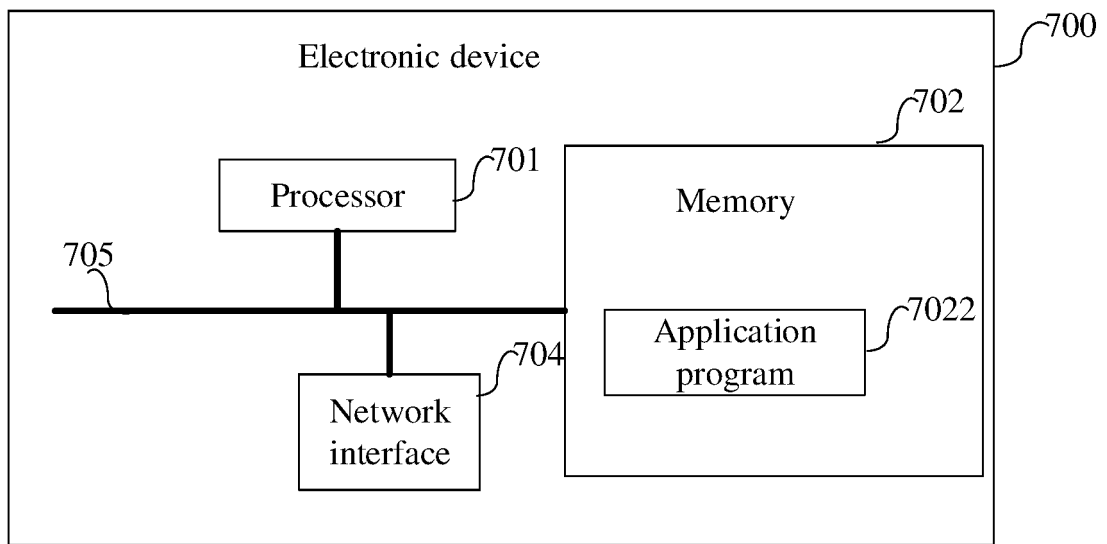 700
Electronic device
702
701
Processor
Memory
705
7022
Application
program
704
Network
interface